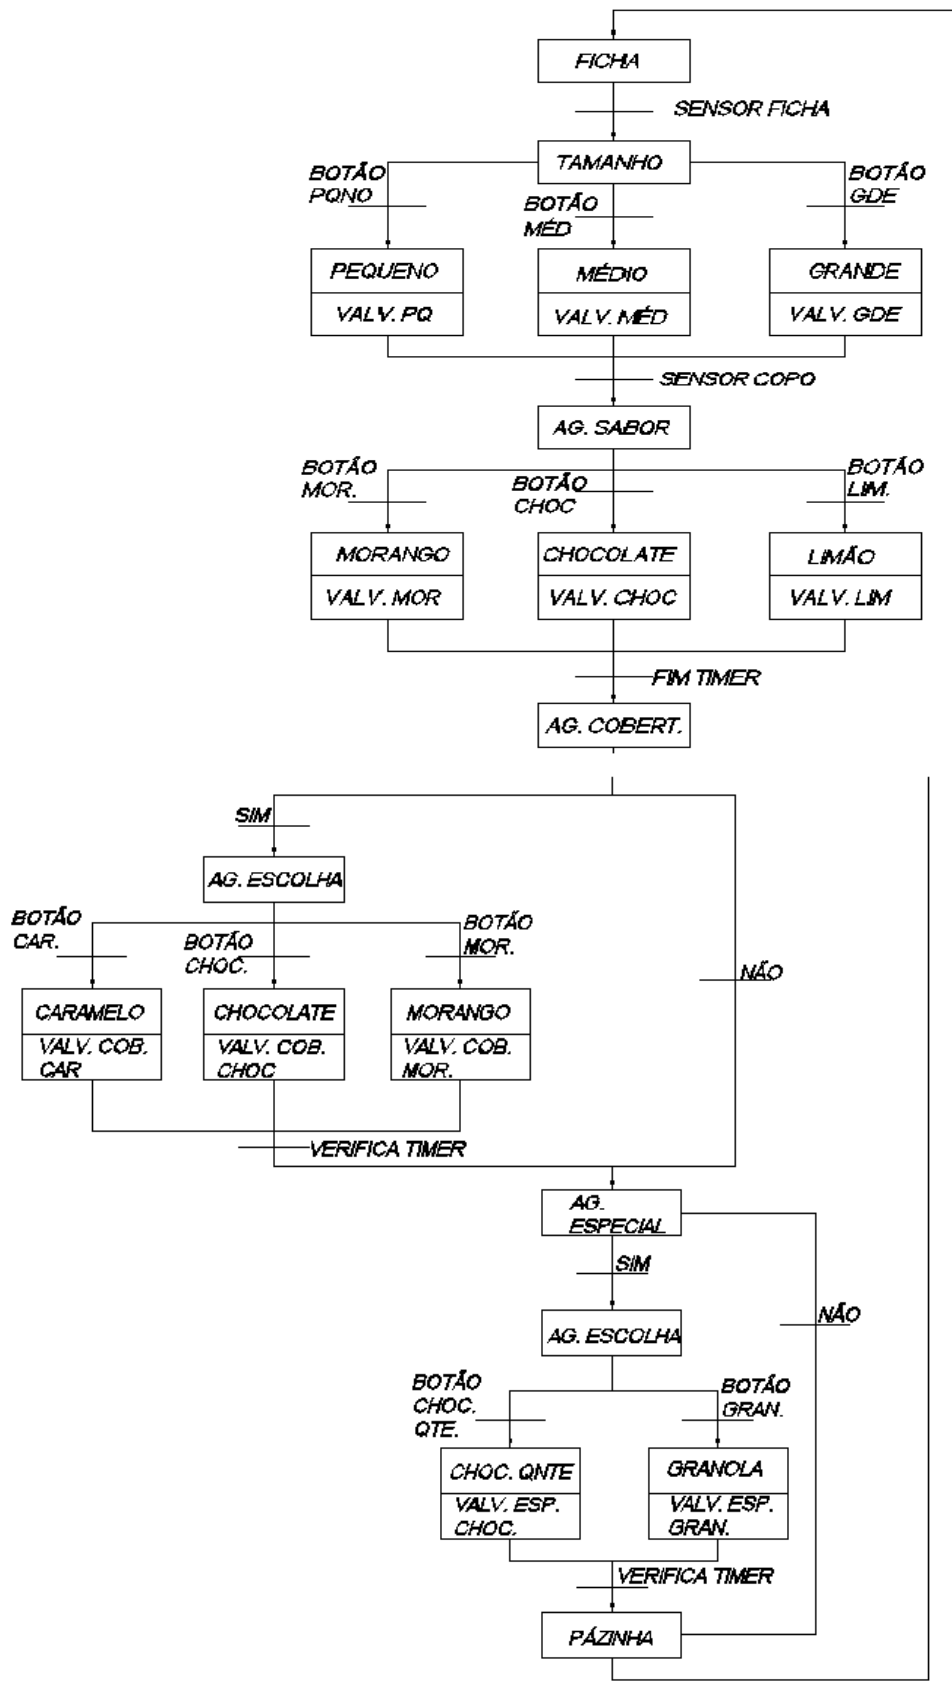 FICHA
SENSOR FICHA
TAMANHO
BOTÃO
PQNO
BOTÃO
MÉD
BOTÃO
GDE
PEQUENO
VALV. PQ
MÉDIO
VALV. MÉD
GRANDE
VALV. GDE
SENSOR COPO
AG. SABOR
BOTÃO
MOR.
BOTÃO
CHOC
BOTÃO
LIM.
MORANGO
VALV. MOR
CHOCOLATE
VALV. CHOC
LIMÃO
VALV. LIM
FIM TIMER
AG. COBERT.
SIM
AG. ESCOLHA
BOTÃO
CAR.
BOTÃO
CHOC.
BOTÃO
MOR.
NÃO
CARAMELO
VALV. COB.
CAR
CHOCOLATE
VALV. COB.
CHOC
MORANGO
VALV. COB.
MOR.
VERIFICA TIMER
AG.
ESPECIAL
SIM
NÃO
AG. ESCOLHA
BOTÃO
CHOC.
QTE.
BOTÃO
GRAN.
CHOC. QNTE
VALV. ESP.
CHOC.
GRANOLA
VALV. ESP.
GRAN.
VERIFICA TIMER
PÁZINHA